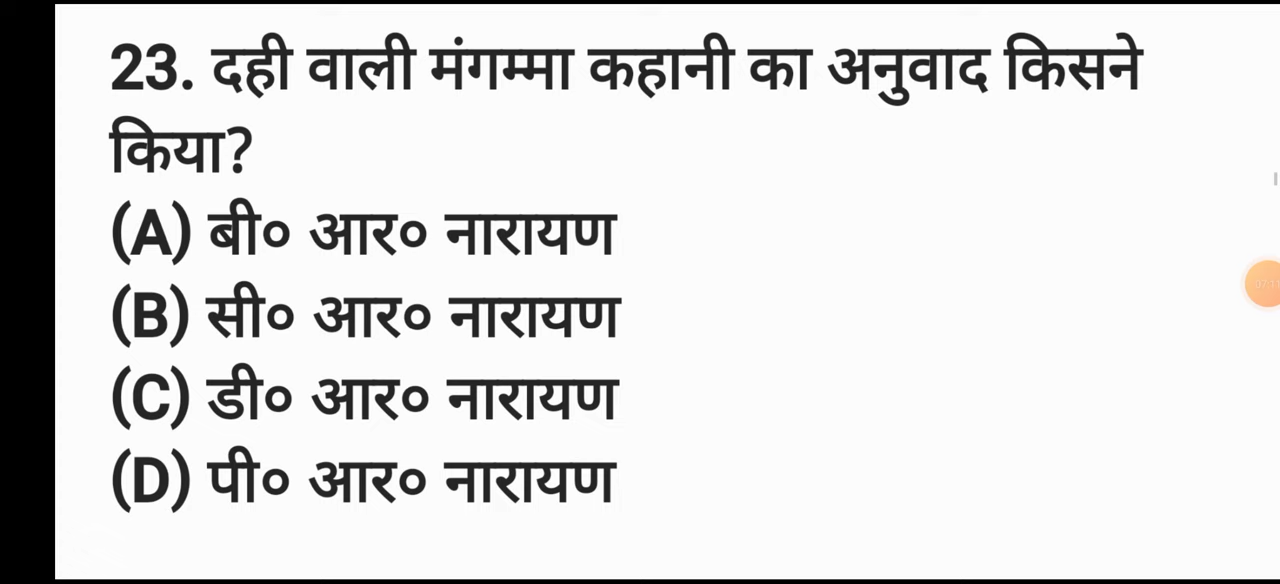 23. दही वाली मंगम्मा कहानी का अनुवाद किसने
किया?
(A) बी० आर० नारायण
(B) सी० आर० नारायण
(C) डी० आर० नारायण
(D) पी० आर० नारायण